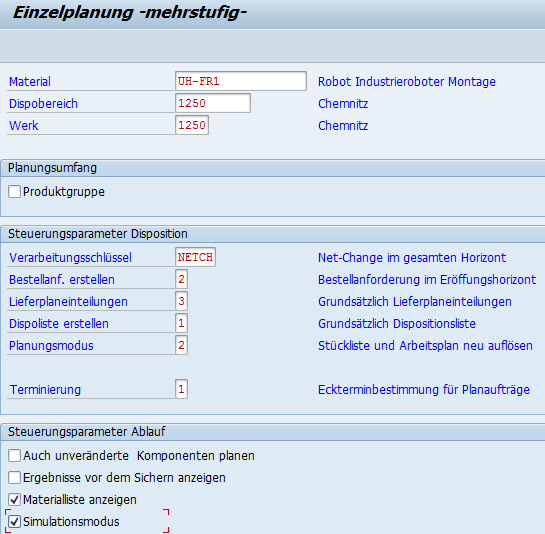 Einzelplanung -mehrstufig-
Material UH-FR1 Robot Industrieroboter Montage
Dispobereich 1250 Chemnitz
Werk 1250 Chemnitz
Planungsumfang
Produktgruppe
Steuerungsparameter Disposition
Verarbeitungsschlüssel NETCH Net-Change im gesamten Horizont
Bestellanf. erstellen 2 Bestellanforderung im Eröffungshorizont
Lieferplaneinteilungen 3 Grundsätzlich Lieferplaneinteilungen
Dispoliste erstellen 1 Grundsätzlich Dispositionsliste
Planungsmodus 2 Stückliste und Arbeitsplan neu auflösen
Terminierung 1 Eckterminbestimmung für Planaufträge
Steuerungsparameter Ablauf
Auch unveränderte Komponenten planen
Ergebnisse vor dem Sichern anzeigen
Materialliste anzeigen
Simulationsmodus